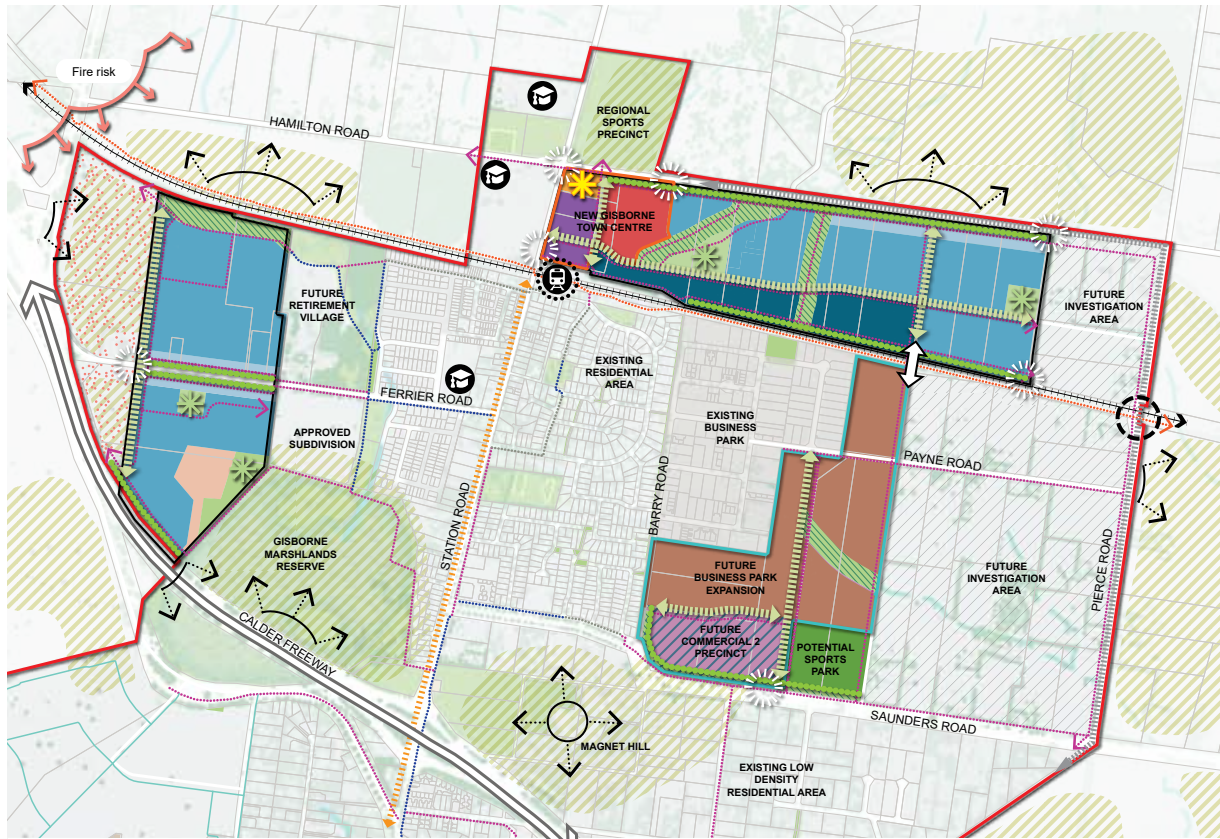 Fire risk
HAMILTON ROAD
REGIONAL
SPORTS
PRECINCT
NEW GISBORNE
TOWN CENTRE
FUTURE
RETIREMENT
VILLAGE
FUTURE
INVESTIGATION
AREA
EXISTING
RESIDENTIAL
AREA
FERRIER ROAD
EXISTING
BUSINESS
PARK
APPROVED
SUBDIVISION
PAYNE ROAD
BARRY ROAD
STATION ROAD
PIERCE ROAD
GISBORNE
MARSHLANDS
RESERVE
FUTURE
BUSINESS PARK
EXPANSION
FUTURE
INVESTIGATION
AREA
CALDER FREEWAY
FUTURE
COMMERCIAL 2
PRECINCT
POTENTIAL
SPORTS
PARK
SAUNDERS ROAD
MAGNET HILL
EXISTING LOW
DENSITY
RESIDENTIAL AREA